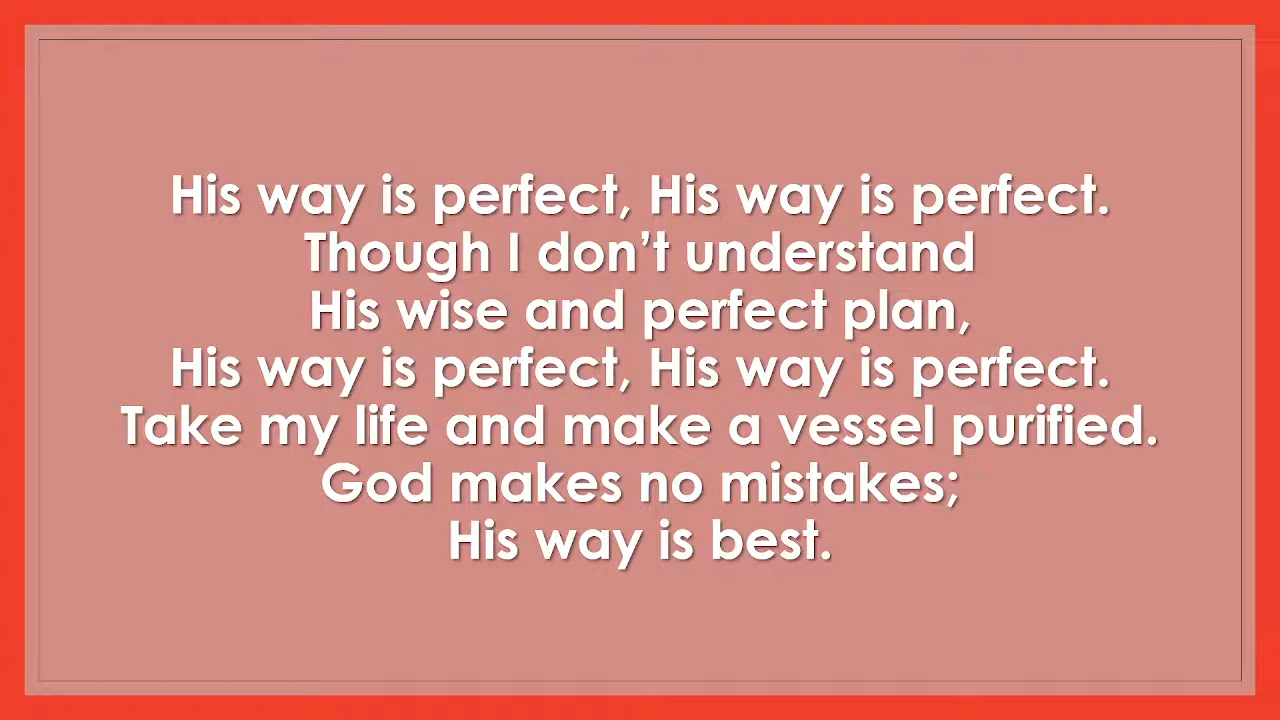 His way is perfect, His way is perfect.
Though I don’t understand
His wise and perfect plan,
His way is perfect, His way is perfect.
Take my life and make a vessel purified.
God makes no mistakes;
His way is best.